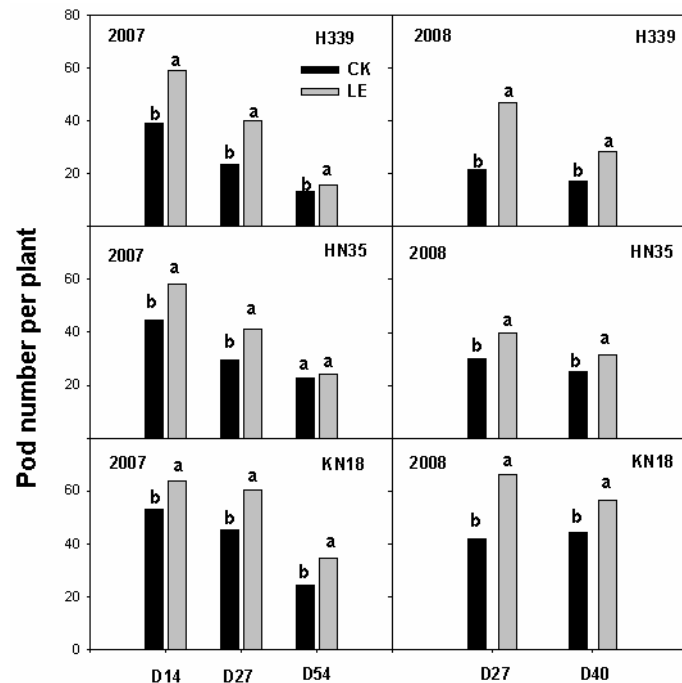 Pod number per plant
80
2007 H339
CK
LE
b a b a b a
60
40
20
2008 H339
b a b a
2007 HN35
b a b a a a
60
40
20
2008 HN35
b a b a
2007 KN18
b a b a b a
60
40
20
0
2008 KN18
b a b a
D14 D27 D54 D27 D40